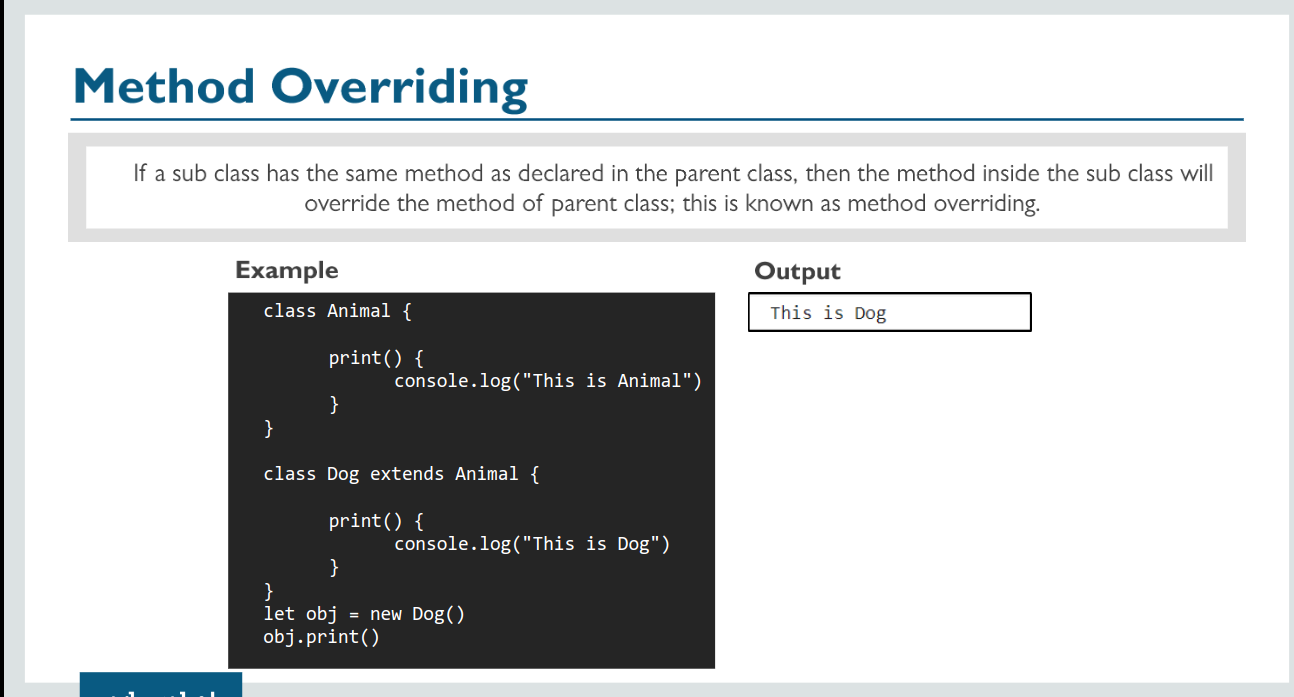 Method Overriding
If a sub class has the same method as declared in the parent class, then the method inside the sub class will
override the method of parent class; this is known as method overriding.
Example
class Animal {
print() {
console.log("This is Animal")
}
}
class Dog extends Animal {
print() {
console.log("This is Dog")
}
}
let obj = new Dog()
obj.print()
Output
This is Dog